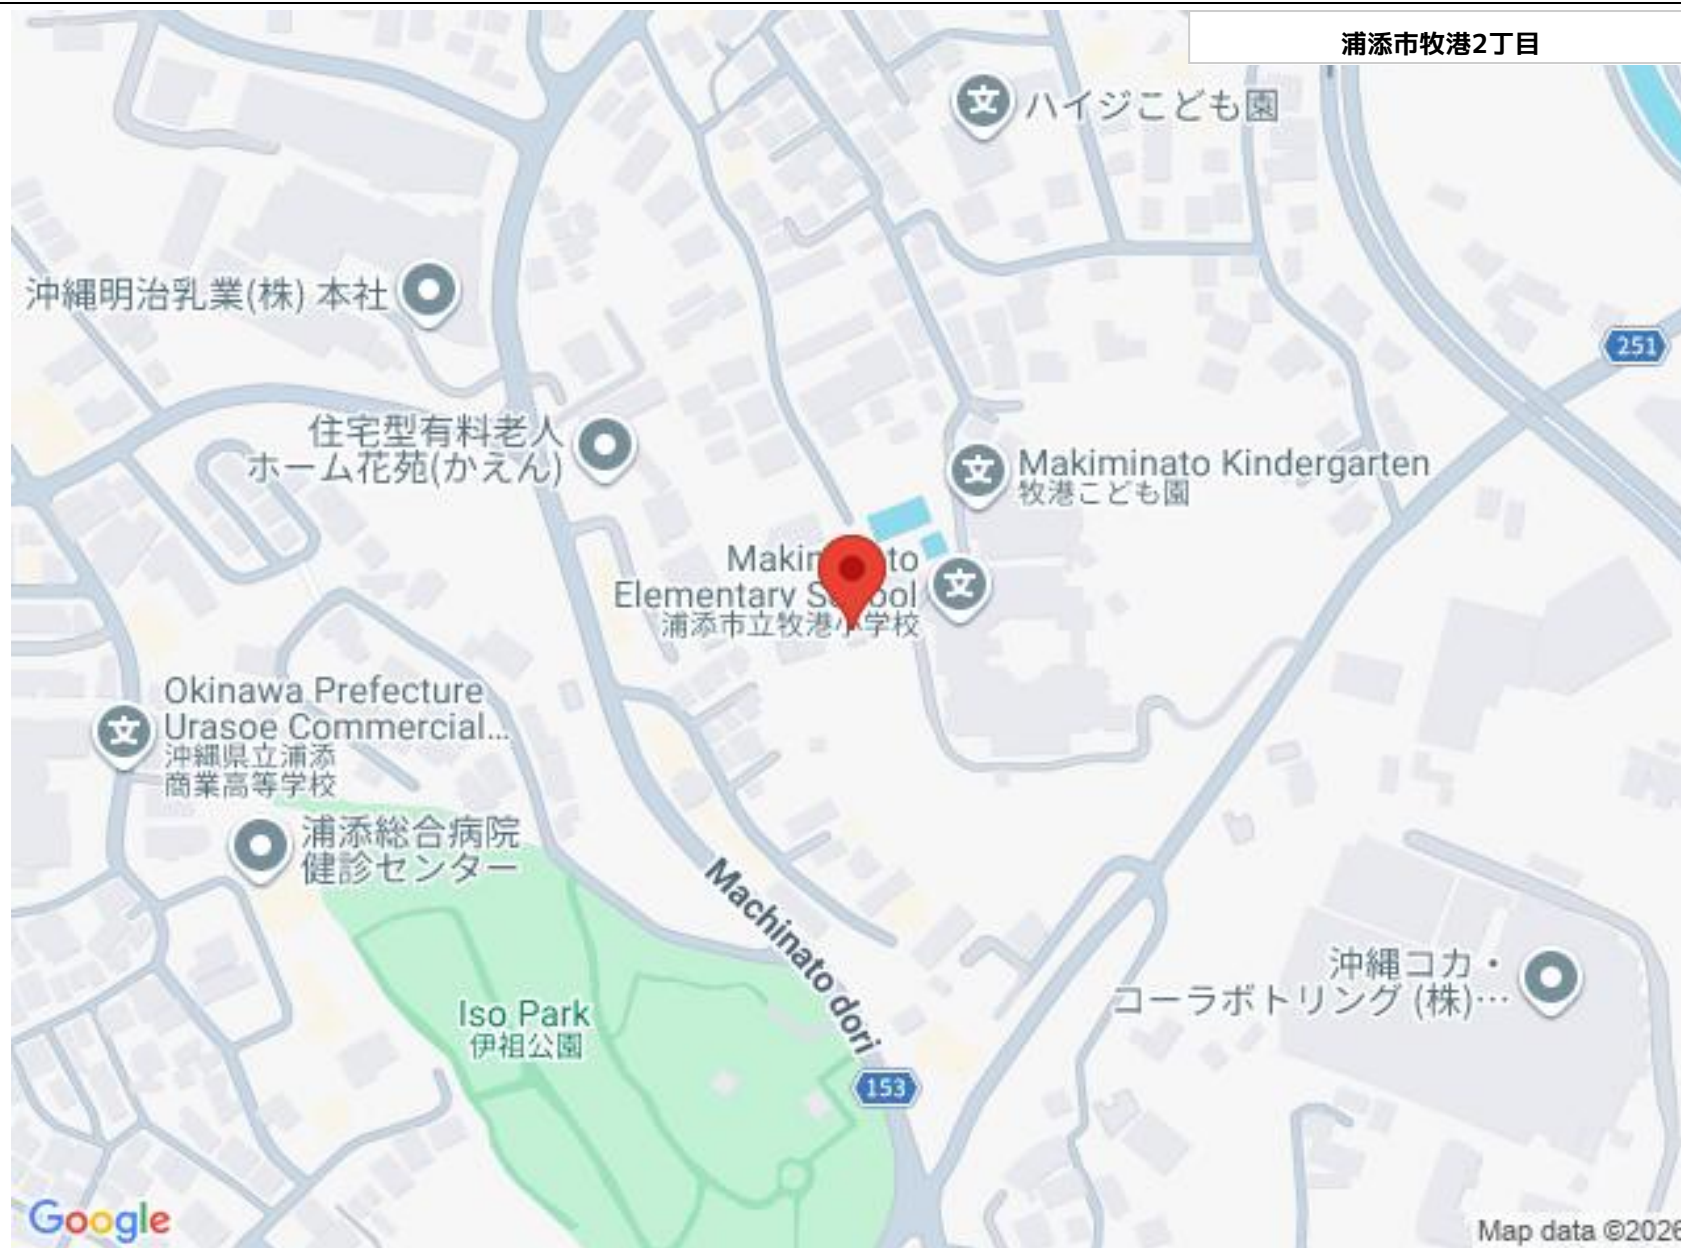 浦添市牧港2丁目
ハイジこども園
沖縄明治乳業(株) 本社
251
住宅型有料老人
ホーム花苑(かえん)
Makiminato Kindergarten
牧港こども園
Elementary
浦添市立牧港小学校
Okinawa Prefecture
Urasoe Commercial...
沖縄県立浦添
商業高等学校
浦添総合病院
健診センター
Machinato dori
沖縄コカ・
コーラボトリング (株)…
Iso Park
伊祖公園
153
Google
Map data ©2026